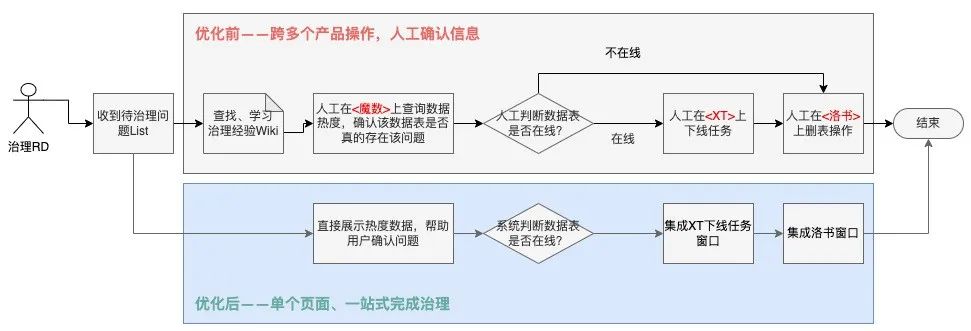 优化前——跨多个产品操作，人工确认信息
不在线
治理RD
收到待治理问
题List
查找、学习
治理经验Wiki
人工在<魔数>上查询数据
热度，确认该数据表是否
真的存在该问题
人工判断数据表
是否在线？
在线
人工在<XT>上
下线任务
人工在<洛书>
上删表操作
结束
直接展示热度数据，帮助
用户确认问题
系统判断数据表
是否在线？
集成XT下线任务
窗口
集成洛书窗口
优化后——单个页面、一站式完成治理